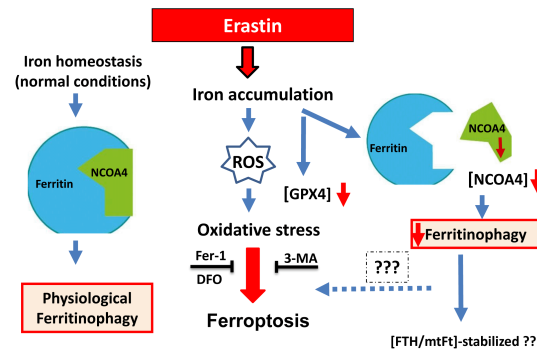 Erastin
Iron homeostasis
(normal conditions)
Iron accumulation
NCOA4
Ferritin
NCOA4
Ferritin
ROS
[GPX4]
[NCOA4]
Oxidative stress
Ferritinophagy
Fer-1
DFO
3-MA
???
Physiological
Ferritinophagy
Ferroptosis
[FTH/mtFt]-stabilized ??